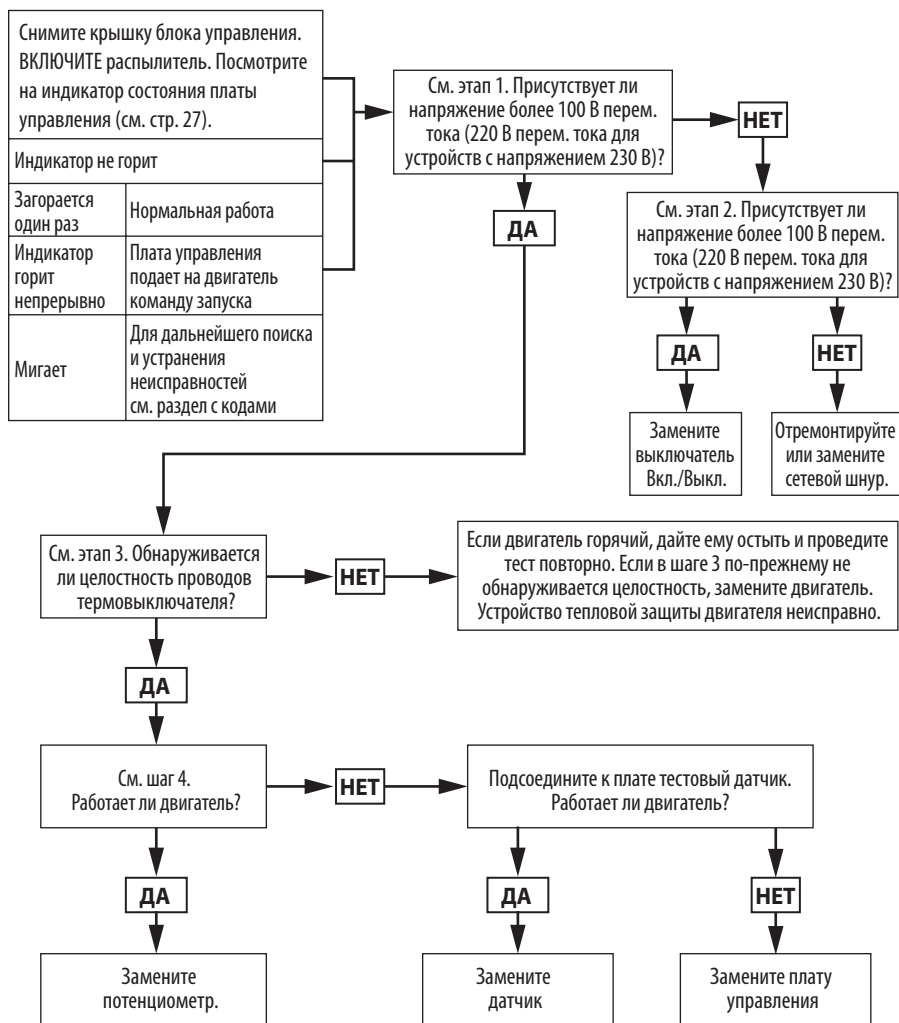 Снимите крышку блока управления.
ВКЛЮЧИТЕ распылитель. Посмотрите
на индикатор состояния платы
управления (см. стр. 27).
Индикатор не горит
Загорается
один раз
Нормальная работа
Индикатор
горит
непрерывно
Плата управления
подает на двигатель
команду запуска
Мигает
Для дальнейшего поиска
и устранения
неисправностей
см. раздел с кодами
См. этап 1. Присутствует ли
напряжение более 100 В перем.
тока (220 В перем. тока для
устройств с напряжением 230 В)?
НЕТ
ДА
См. этап 2. Присутствует ли
напряжение более 100 В перем.
тока (220 В перем. тока для
устройств с напряжением 230 В)?
ДА
НЕТ
Замените
выключатель
Вкл./Выкл.
Отремонтируйте
или замените
сетевой шнур.
См. этап 3. Обнаруживается
ли целостность проводов
термовыключателя?
НЕТ
Если двигатель горячий, дайте ему остыть и проведите
тест повторно. Если в шаге 3 по-прежнему не
обнаруживается целостность, замените двигатель.
Устройство тепловой защиты двигателя неисправно.
ДА
См. шаг 4.
Работает ли двигатель?
НЕТ
Подсоедините к плате тестовый датчик.
Работает ли двигатель?
ДА
ДА
НЕТ
Замените
потенциометр.
Замените
датчик
Замените плату
управления